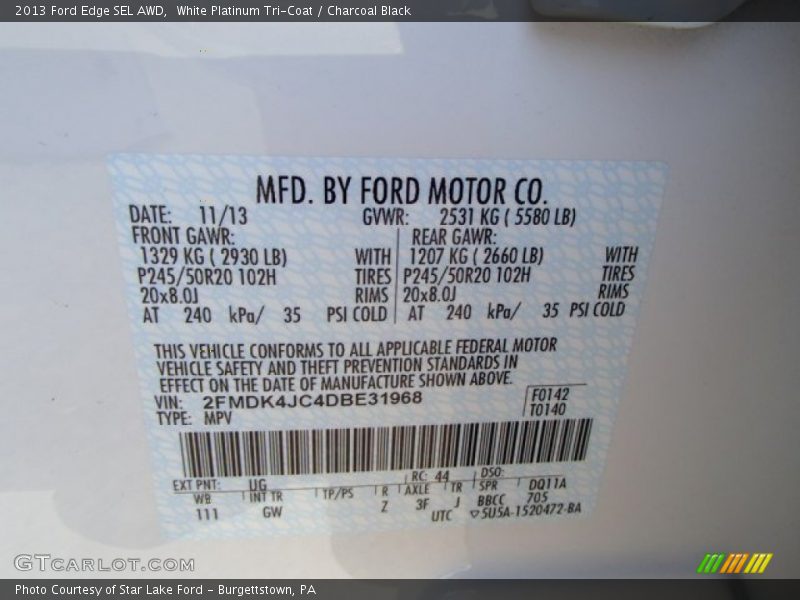 2013 Ford Edge SEL AWD,  White Platinum Tri-Coat / Charcoal Black
MFD. BY FORD MOTOR CO.
DATE: 11/13 GVWR: 2531 KG ( 5580 LB)
FRONT GAWR: REAR GAWR:
1329 KG ( 2930 LB) WITH 1207 KG ( 2660 LB) WITH
P245/50R20 102H TIRES P245/50R20 102H TIRES
20x8.0J RIMS 20x8.0J RIMS
AT 240 kPa/ 35 PSI COLD AT 240 kPa/ 35 PSI COLD
THIS VEHICLE CONFORMS TO ALL APPLICABLE FEDERAL MOTOR
VEHICLE SAFETY AND THEFT PREVENTION STANDARDS IN
EFFECT ON THE DATE OF MANUFACTURE SHOWN ABOVE.
VIN: 2FMDK4JC4DBE31968 F0142
TYPE: MPV T0140
EXT PNT: UG RC: 44 DSO:
WB INT TR TP/PS R AXLE TR SPR DQ11A
111 GW Z 3F J BBCC 705
UTC ▽5U5A-1520472-BA
GTCARLOT.COM
Photo Courtesy of Star Lake Ford - Burgettstown, PA